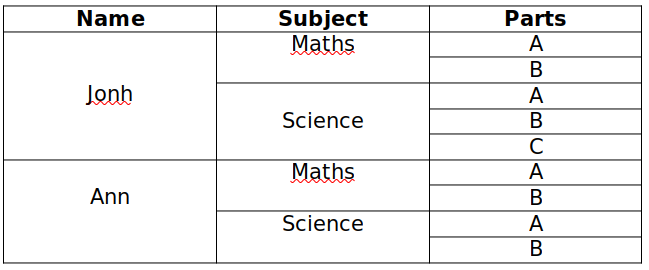 Name Subject Parts
Maths A
B
Jonh A
Science B
C
Maths A
Ann B
Science A
B